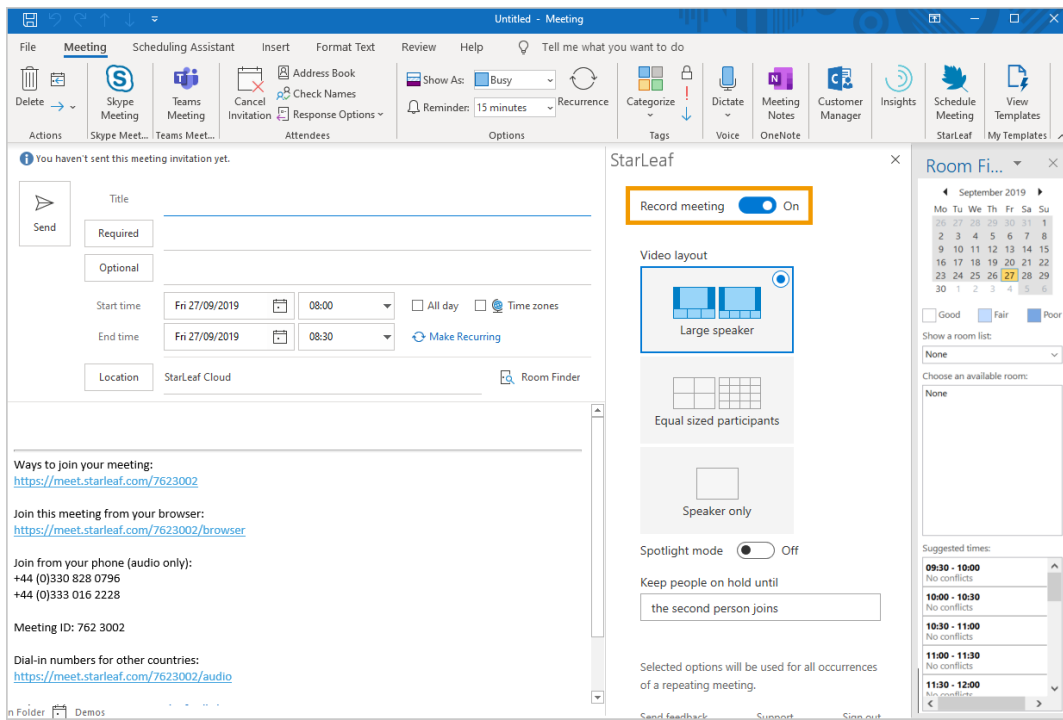 Untitled - Meeting
File Meeting Scheduling Assistant Insert Format Text Review Help Tell me what you want to do
Delete
Skype Meeting
Teams Meeting
Cancel Invitation
Address Book
Check Names
Response Options
Show As: Busy
Reminder: 15 minutes
Recurrence
Categorize
Dictate
Meeting Notes
Customer Manager
Insights
Schedule Meeting
View Templates
Actions Skype Meet... Teams Meet... Attendees Options Tags Voice OneNote StarLeaf My Templates
You haven't sent this meeting invitation yet.
Send
Title
Required
Optional
Start time Fri 27/09/2019 08:00 All day Time zones
End time Fri 27/09/2019 08:30 Make Recurring
Location StarLeaf Cloud Room Finder
Ways to join your meeting:
https://meet.starleaf.com/7623002
Join this meeting from your browser:
https://meet.starleaf.com/7623002/browser
Join from your phone (audio only):
+44 (0)330 828 0796
+44 (0)333 016 2228
Meeting ID: 762 3002
Dial-in numbers for other countries:
https://meet.starleaf.com/7623002/audio
n Folder Demos
StarLeaf
Record meeting On
Video layout
Large speaker
Equal sized participants
Speaker only
Spotlight mode Off
Keep people on hold until
the second person joins
Selected options will be used for all occurrences
of a repeating meeting.
Send feedback Support Sign out
Room Fi...
September 2019
Mo Tu We Th Fr Sa Su
26 27 28 29 30 31 1
2 3 4 5 6 7 8
9 10 11 12 13 14 15
16 17 18 19 20 21 22
23 24 25 26 27 28 29
30 1 2 3 4 5 6
Good Fair Poor
Show a room list:
None
Choose an available room:
None
Suggested times:
09:30 - 10:00
No conflicts
10:00 - 10:30
No conflicts
10:30 - 11:00
No conflicts
11:00 - 11:30
No conflicts
11:30 - 12:00
No conflicts